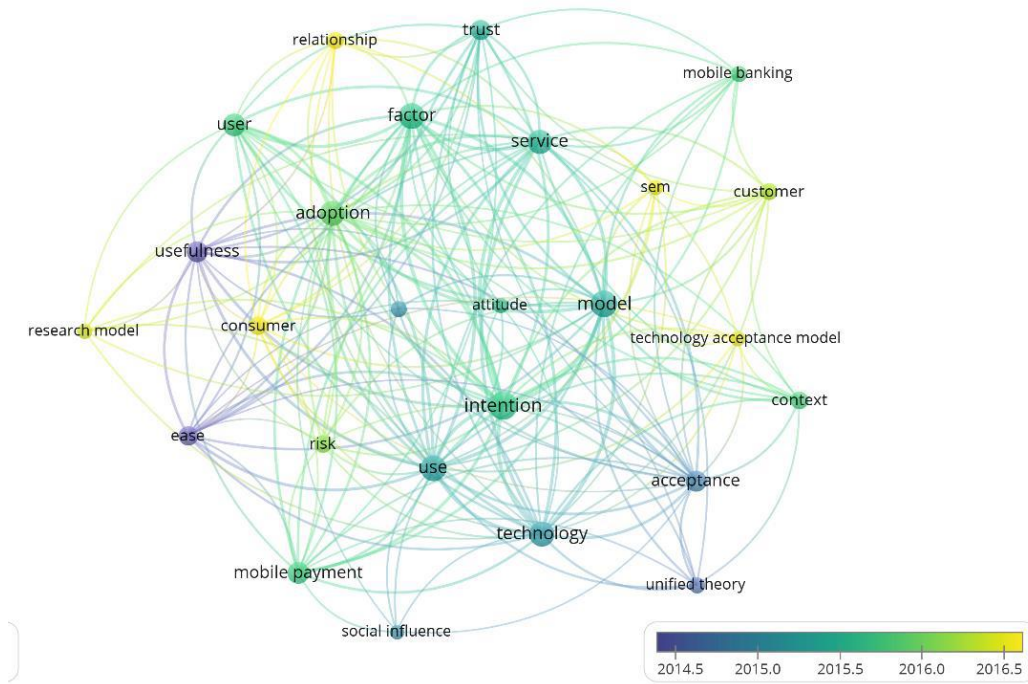 trust
relationship
mobile banking
factor
user
service
sem
customer
adoption
usefulness
attitude
model
consumer
research model
technology acceptance model
context
intention
ease
risk
use
acceptance
technology
mobile payment
unified theory
social influence
2014.5 2015.0 2015.5 2016.0 2016.5